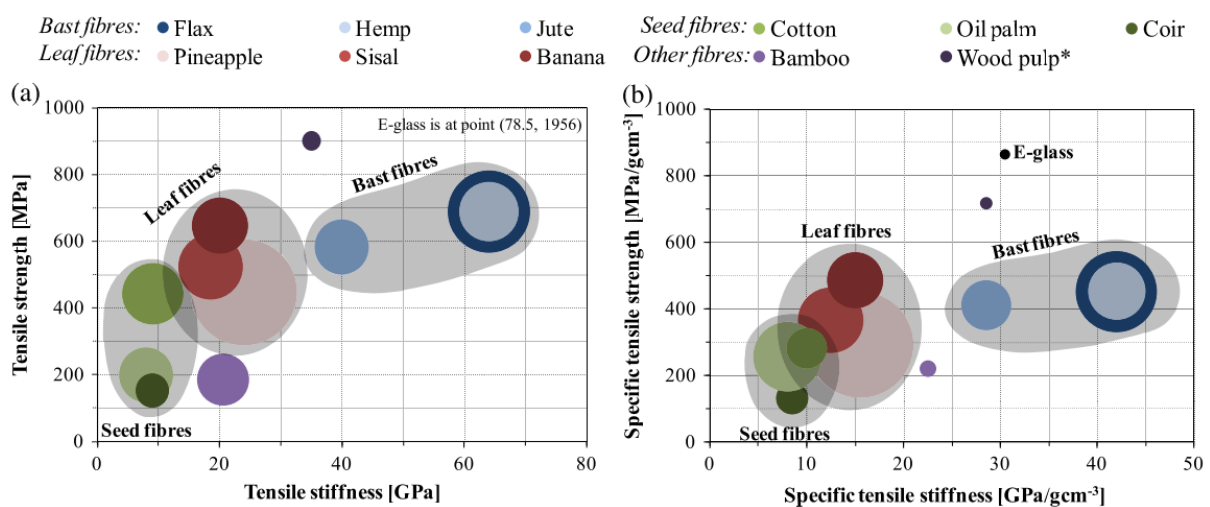 Bast fibres: Flax Hemp Jute Seed fibres: Cotton Oil palm Coir
Leaf fibres: Pineapple Sisal Banana Other fibres: Bamboo Wood pulp*
(a)
1000
800
600
400
200
0
Tensile strength [MPa]
E-glass is at point (78.5, 1956)
Leaf fibres
Bast fibres
Seed fibres
0 20 40 60 80
Tensile stiffness [GPa]
(b)
1000
800
600
400
200
0
Specific tensile strength [MPa/gcm⁻³]
E-glass
Leaf fibres
Bast fibres
Seed fibres
0 10 20 30 40 50
Specific tensile stiffness [GPa/gcm⁻³]